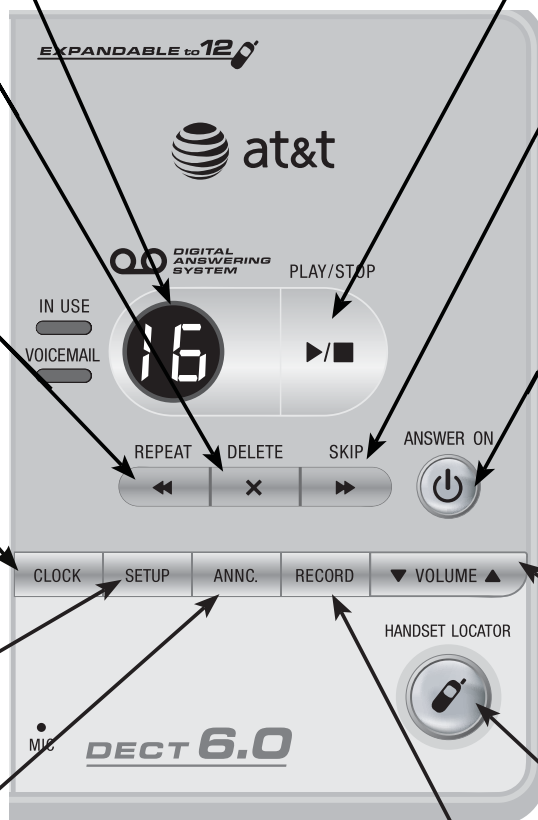 EXPANDABLE to 12
at&t
DIGITAL
ANSWERING
SYSTEM
PLAY/STOP
IN USE
16
VOICEMAIL
REPEAT DELETE SKIP
ANSWER ON
CLOCK SETUP ANNC. RECORD VOLUME
HANDSET LOCATOR
MIC
DECT 6.0